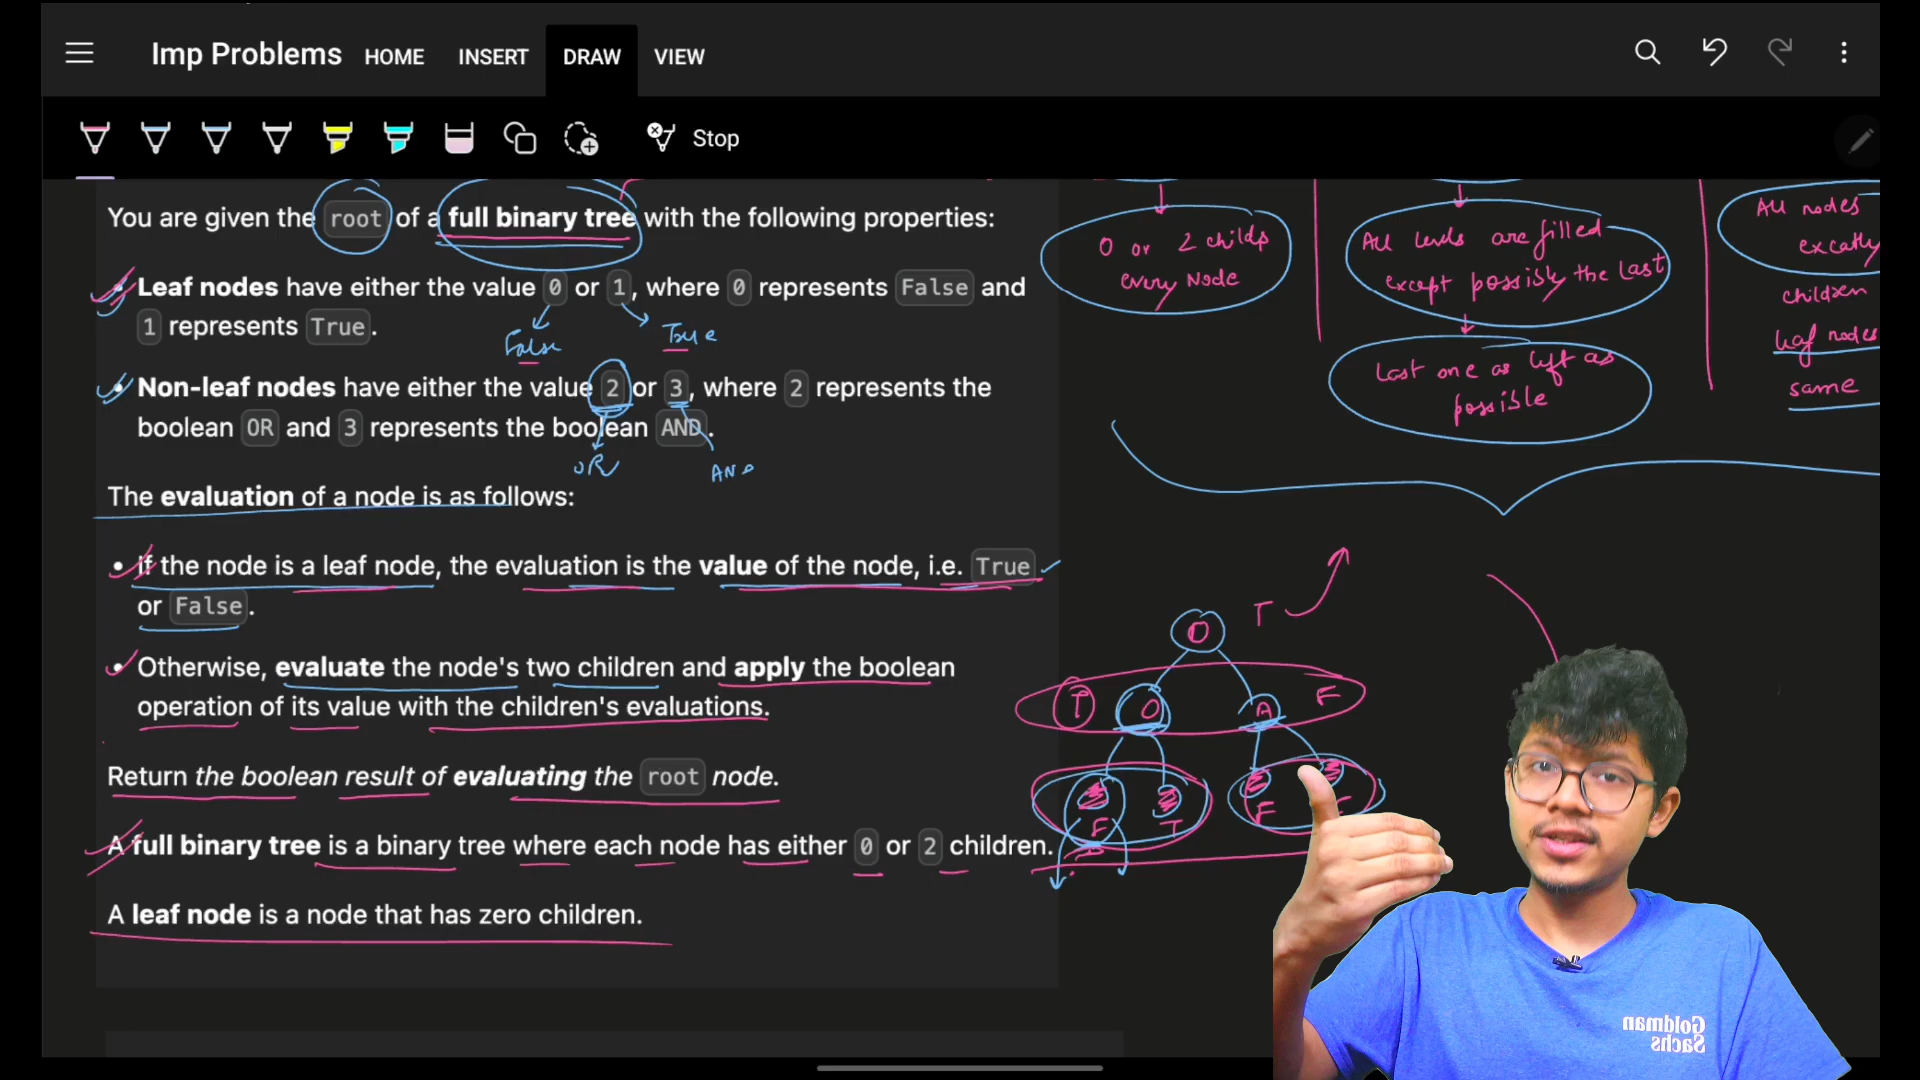 Imp Problems HOME INSERT DRAW VIEW
Stop
You are given the root of a full binary tree with the following properties:
Leaf nodes have either the value 0 or 1, where 0 represents False and
1 represents True.
False
True
Non-leaf nodes have either the value 2 or 3, where 2 represents the
boolean OR and 3 represents the boolean AND.
OR
AND
The evaluation of a node is as follows:
If the node is a leaf node, the evaluation is the value of the node, i.e. True
or False.
Otherwise, evaluate the node's two children and apply the boolean
operation of its value with the children's evaluations.
Return the boolean result of evaluating the root node.
A full binary tree is a binary tree where each node has either 0 or 2 children.
A leaf node is a node that has zero children.
0 or 2 childs
every Node
All levels are filled
except possibly the last
Last one as left as
possible
All nodes
excatly
children
leaf nodes
same
T
O
T O A F
F T F
Goldman
Sachs